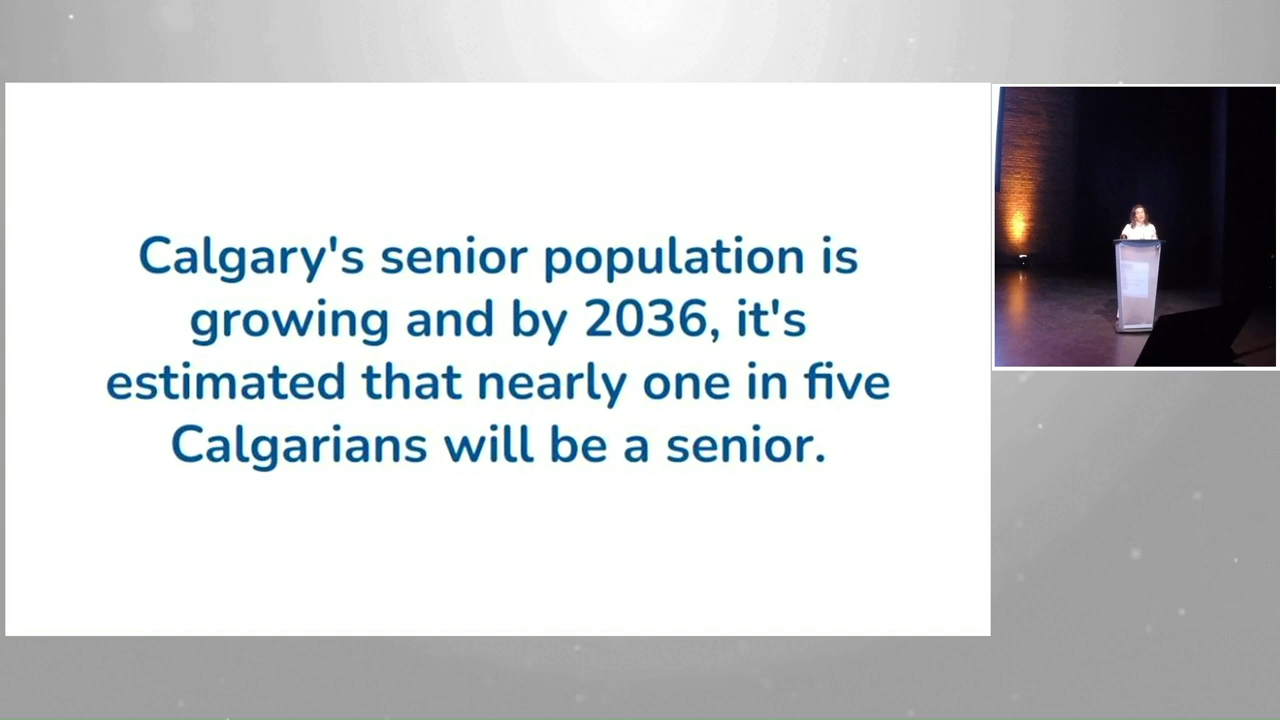 Calgary's senior population is
growing and by 2036, it's
estimated that nearly one in five
Calgarians will be a senior.